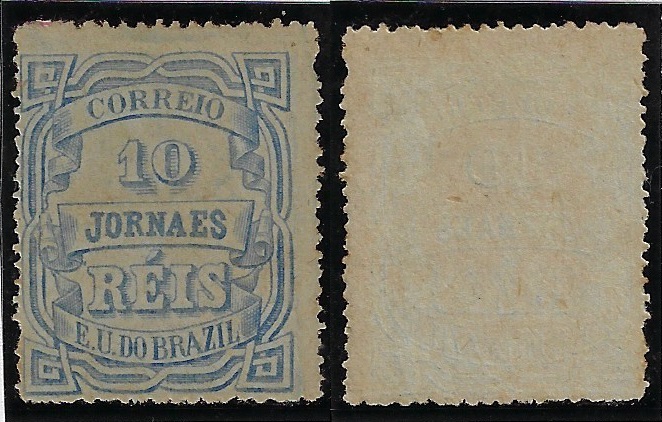 CORREIO
10
JORNAES
RÉIS
E.U.DO BRAZIL